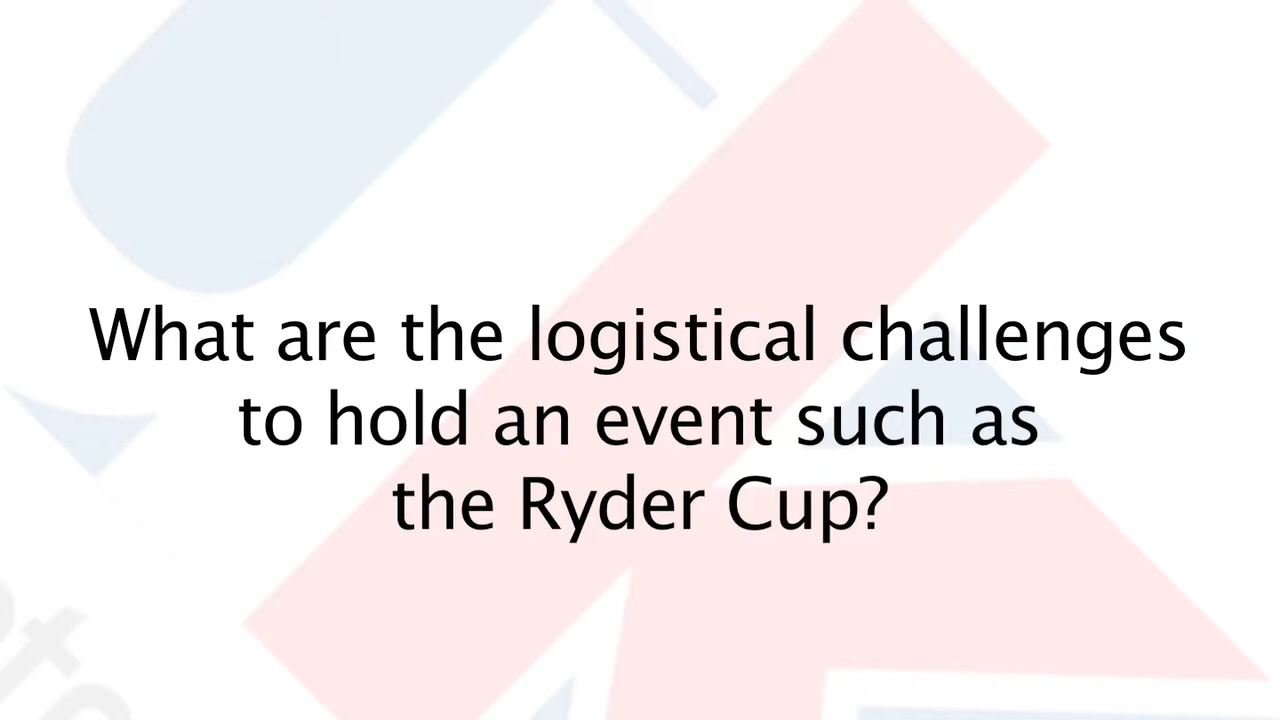 What are the logistical challenges
to hold an event such as
the Ryder Cup?